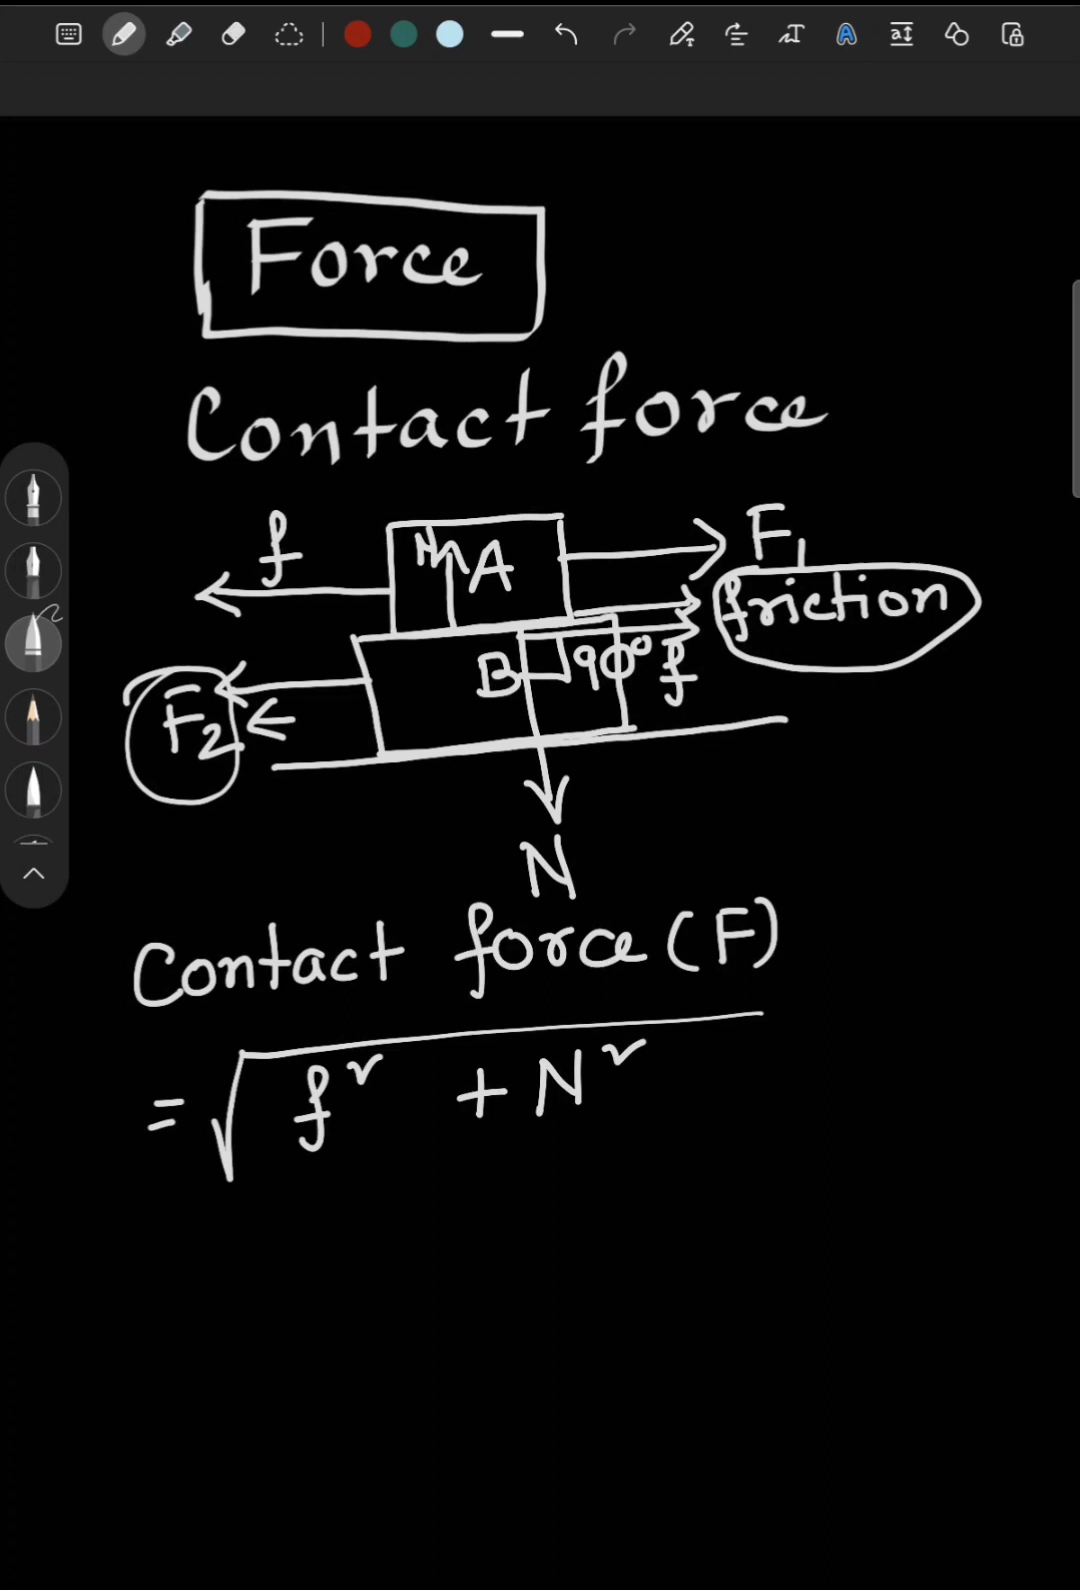 Force
Contact force
f A F₁
friction
B 90° f
F₂
N
Contact force (F)
= √f² + N²